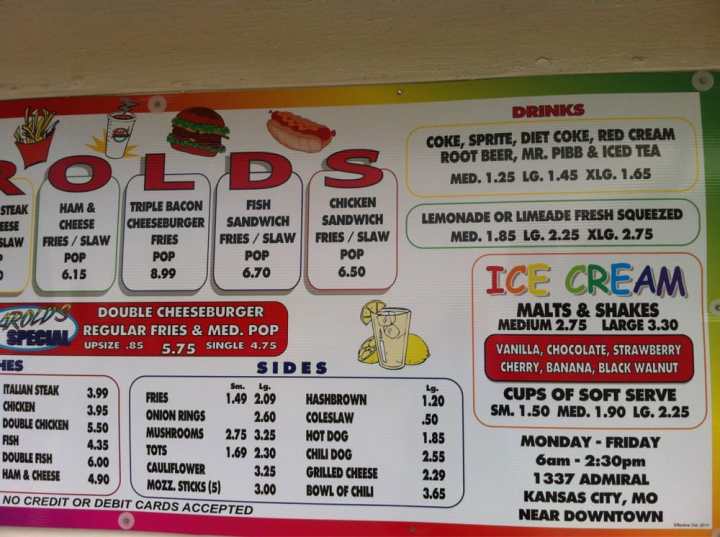 ROLDS
STEAK
SLAW
HAM &
CHEESE
FRIES / SLAW
POP
6.15
TRIPLE BACON
CHEESEBURGER
FRIES
POP
8.99
FISH
SANDWICH
FRIES / SLAW
POP
6.70
CHICKEN
SANDWICH
FRIES / SLAW
POP
6.50
AROLD'S
SPECIAL
DOUBLE CHEESEBURGER
REGULAR FRIES & MED. POP
UPSIZE .85 5.75 SINGLE 4.75
HES
ITALIAN STEAK 3.99
CHICKEN 3.95
DOUBLE CHICKEN 5.50
FISH 4.35
DOUBLE FISH 6.00
HAM & CHEESE 4.90
SIDES
Sm. Lg.
FRIES 1.49 2.09
ONION RINGS 2.60
MUSHROOMS 2.75 3.25
TOTS 1.69 2.30
CAULIFLOWER 3.25
MOZZ. STICKS (5) 3.00
Lg.
HASHBROWN 1.20
COLESLAW .50
HOT DOG 1.85
CHILI DOG 2.55
GRILLED CHEESE 2.29
BOWL OF CHILI 3.65
NO CREDIT OR DEBIT CARDS ACCEPTED
DRINKS
COKE, SPRITE, DIET COKE, RED CREAM
ROOT BEER, MR. PIBB & ICED TEA
MED. 1.25 LG. 1.45 XLG. 1.65
LEMONADE OR LIMEADE FRESH SQUEEZED
MED. 1.85 LG. 2.25 XLG. 2.75
ICE CREAM
MALTS & SHAKES
MEDIUM 2.75 LARGE 3.30
VANILLA, CHOCOLATE, STRAWBERRY
CHERRY, BANANA, BLACK WALNUT
CUPS OF SOFT SERVE
SM. 1.50 MED. 1.90 LG. 2.25
MONDAY - FRIDAY
6am - 2:30pm
1337 ADMIRAL
KANSAS CITY, MO
NEAR DOWNTOWN